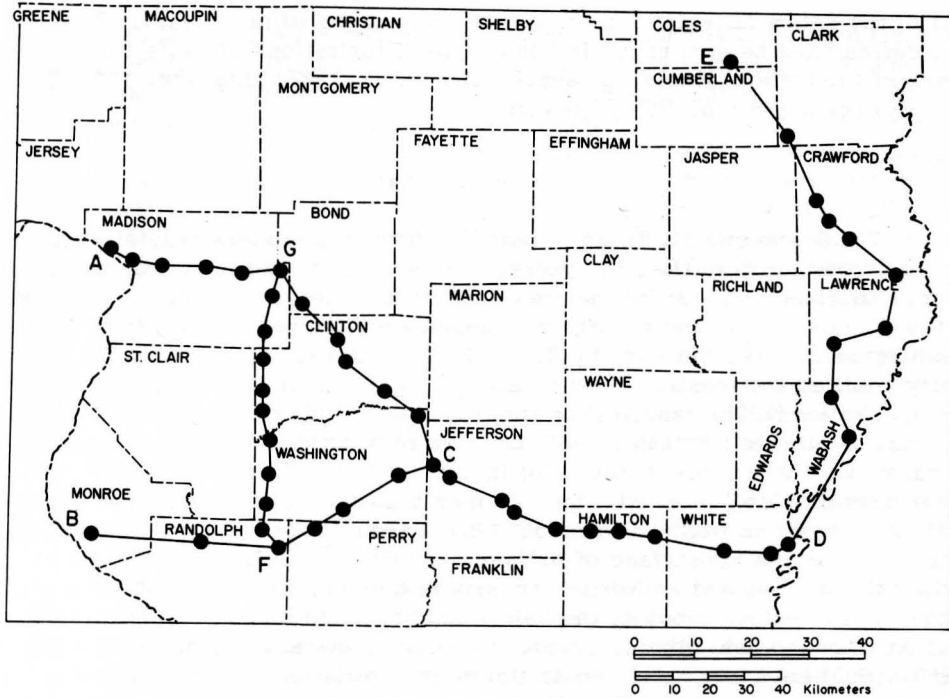 GREENE
MACOUPIN
CHRISTIAN
SHELBY
COLES
CLARK
E
CUMBERLAND
MONTGOMERY
JERSEY
FAYETTE
EFFINGHAM
JASPER
CRAWFORD
MADISON
BOND
A
G
CLAY
RICHLAND
LAWRENCE
MARION
CLINTON
ST. CLAIR
WAYNE
JEFFERSON
WASHINGTON
C
EDWARDS
WABASH
MONROE
B
RANDOLPH
PERRY
HAMILTON
WHITE
D
F
FRANKLIN
0 10 20 30 40
0 10 20 30 40
Kilometers